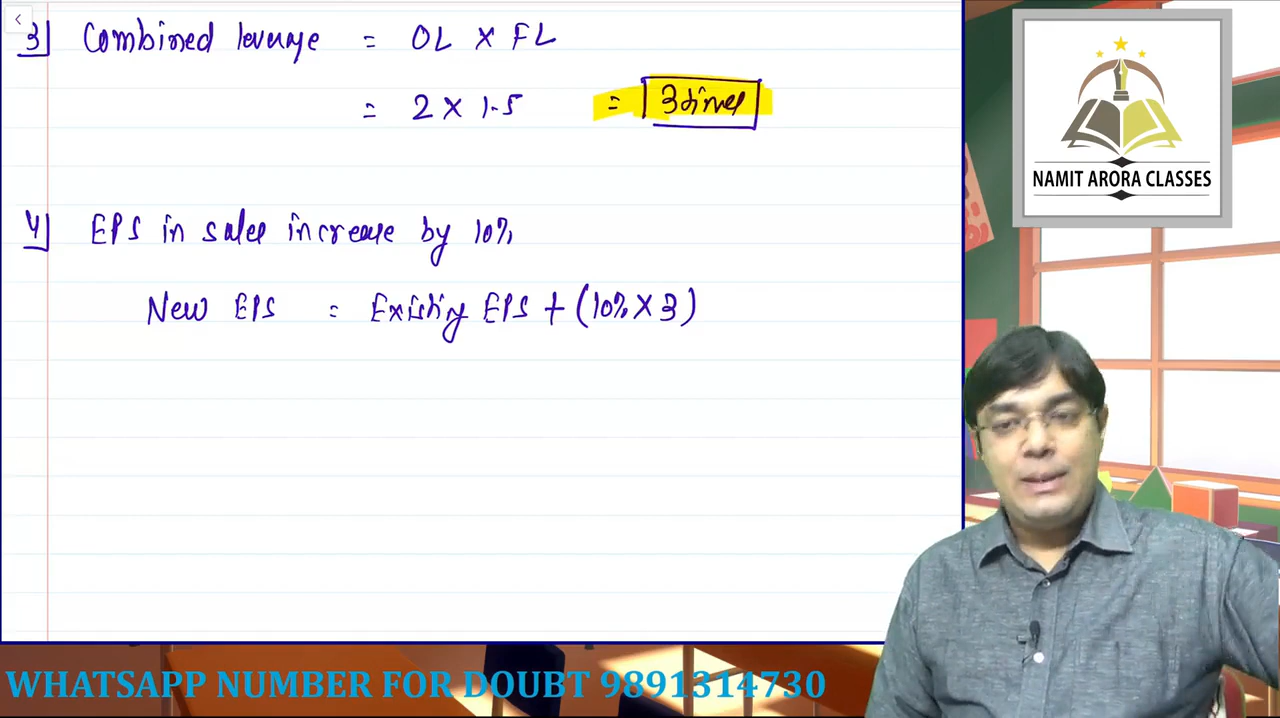 3] Combined leverage = OL X FL
= 2 X 1.5 = 3 times
4] EPS in sales increase by 10%
New EPS = Existing EPS + (10% X 3)
NAMIT ARORA CLASSES
WHATSAPP NUMBER FOR DOUBT 9891314730